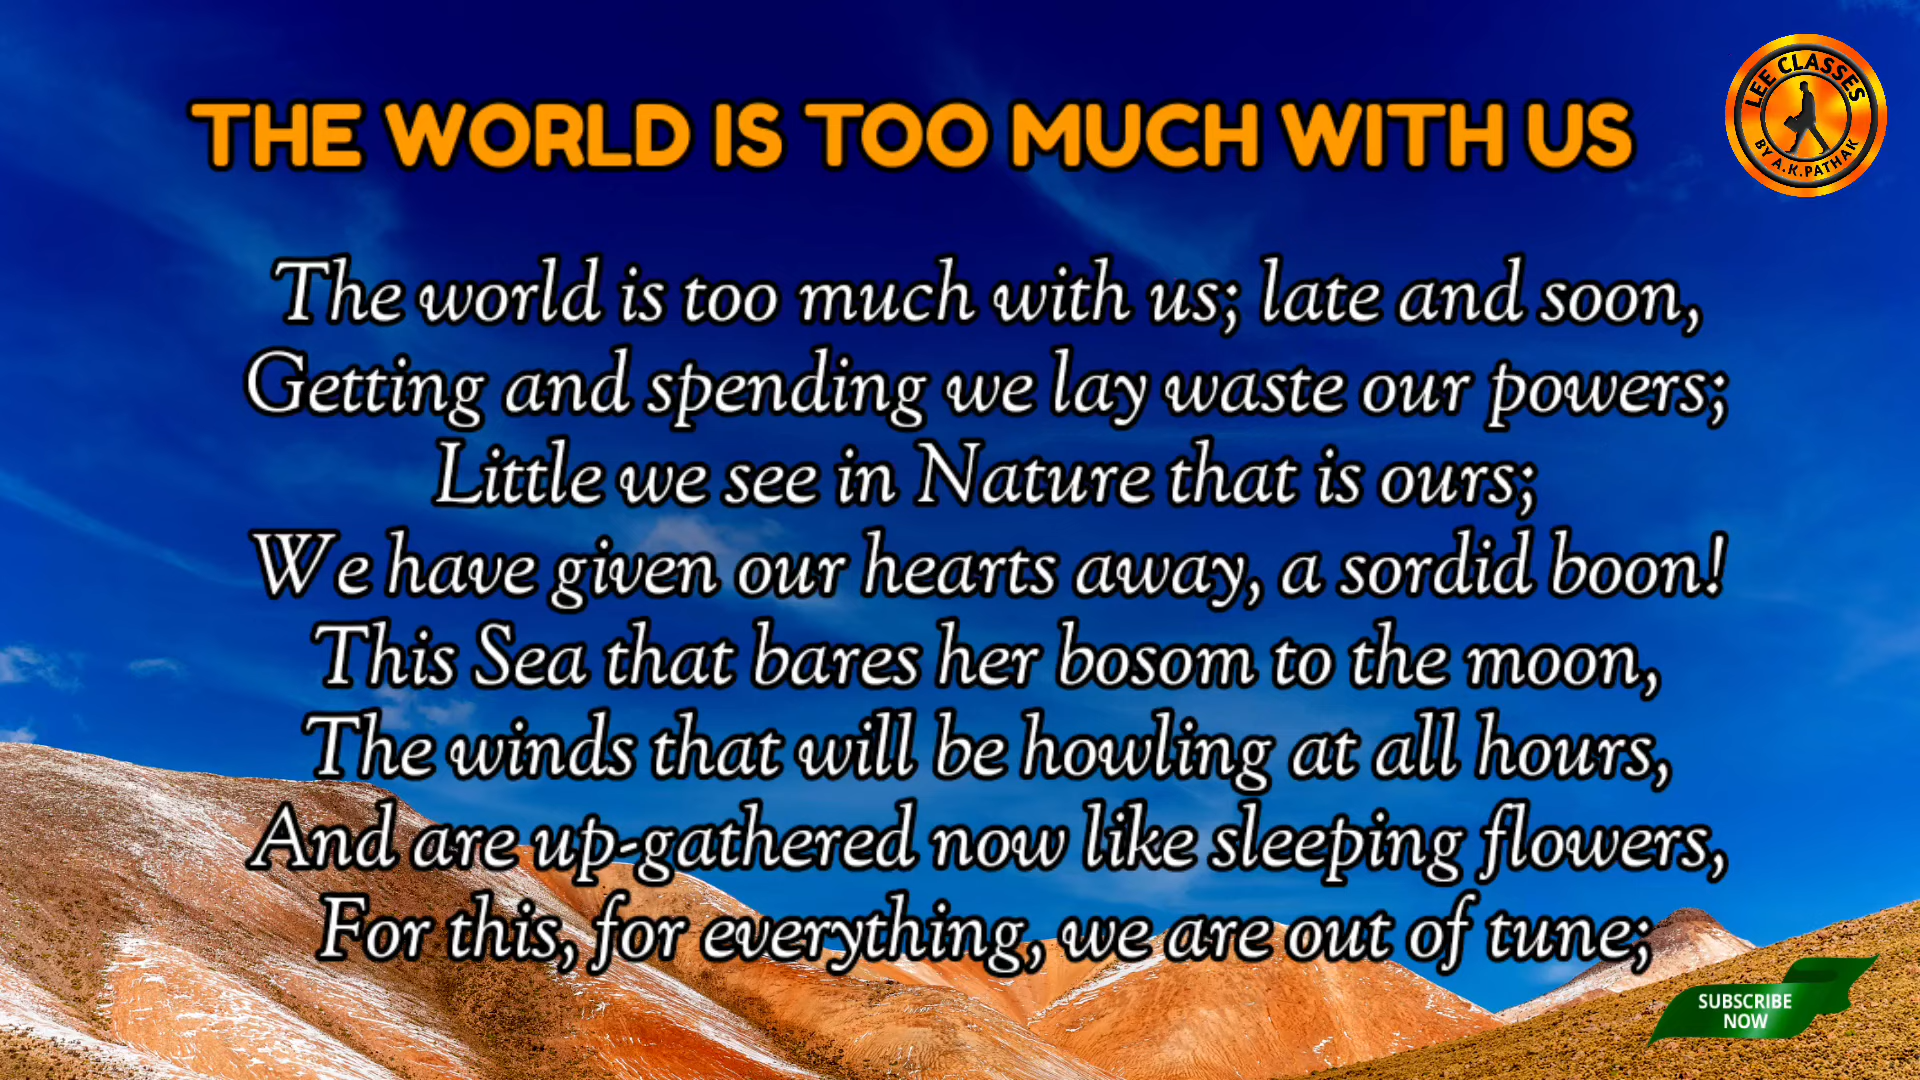 THE WORLD IS TOO MUCH WITH US
LEE CLASSES
BY A.K.PATHAK
The world is too much with us; late and soon,
Getting and spending we lay waste our powers;
Little we see in Nature that is ours;
We have given our hearts away, a sordid boon!
This Sea that bares her bosom to the moon,
The winds that will be howling at all hours,
And are up-gathered now like sleeping flowers,
For this, for everything, we are out of tune;
SUBSCRIBE
NOW